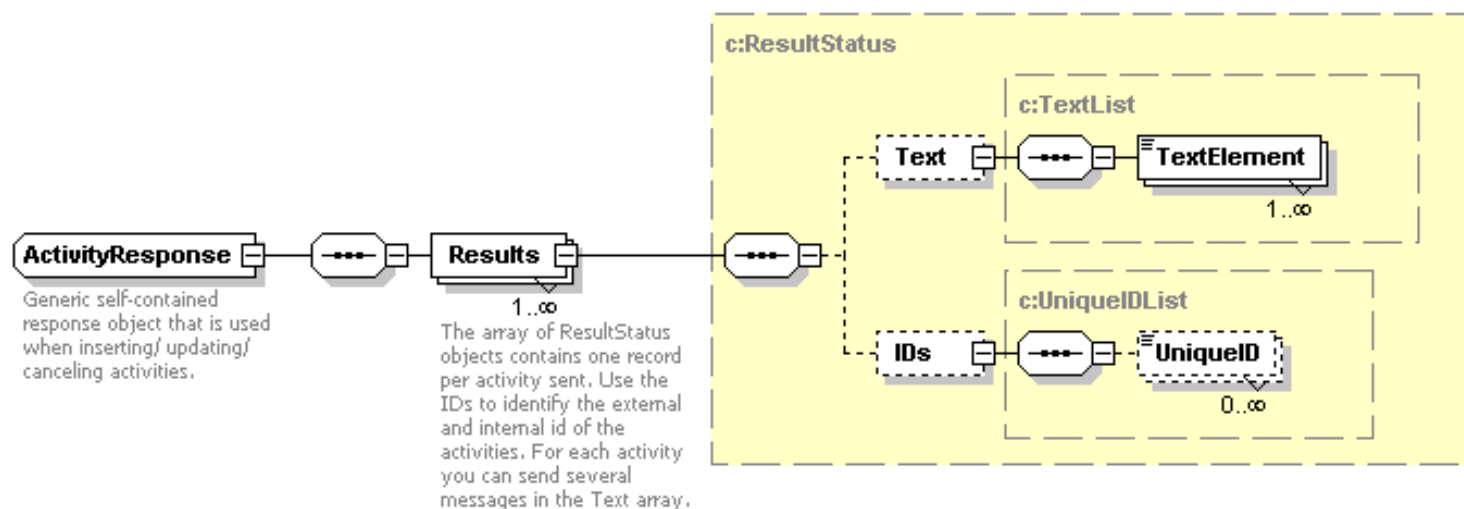 c:ResultStatus
c:TextList
Text
TextElement
1..∞
ActivityResponse
Generic self-contained
response object that is used
when inserting/ updating/
canceling activities.
Results
1..∞
The array of ResultStatus
objects contains one record
per activity sent. Use the
IDs to identify the external
and internal id of the
activities. For each activity
you can send several
messages in the Text array.
c:UniqueIDList
IDs
UniqueID
0..∞